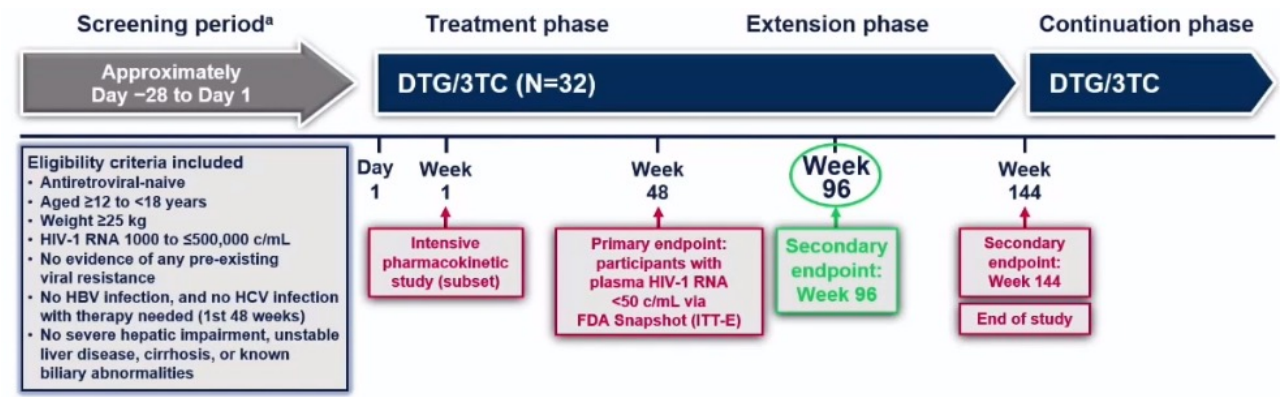 Screening periodᵃ
Treatment phase
Extension phase
Continuation phase
Approximately
Day −28 to Day 1
DTG/3TC (N=32)
DTG/3TC
Eligibility criteria included
• Antiretroviral-naive
• Aged ≥12 to <18 years
• Weight ≥25 kg
• HIV-1 RNA 1000 to ≤500,000 c/mL
• No evidence of any pre-existing
viral resistance
• No HBV infection, and no HCV infection
with therapy needed (1st 48 weeks)
• No severe hepatic impairment, unstable
liver disease, cirrhosis, or known
biliary abnormalities
Day
1
Week
1
Week
48
Week
96
Week
144
Intensive
pharmacokinetic
study (subset)
Primary endpoint:
participants with
plasma HIV-1 RNA
<50 c/mL via
FDA Snapshot (ITT-E)
Secondary
endpoint:
Week 96
Secondary
endpoint:
Week 144
End of study